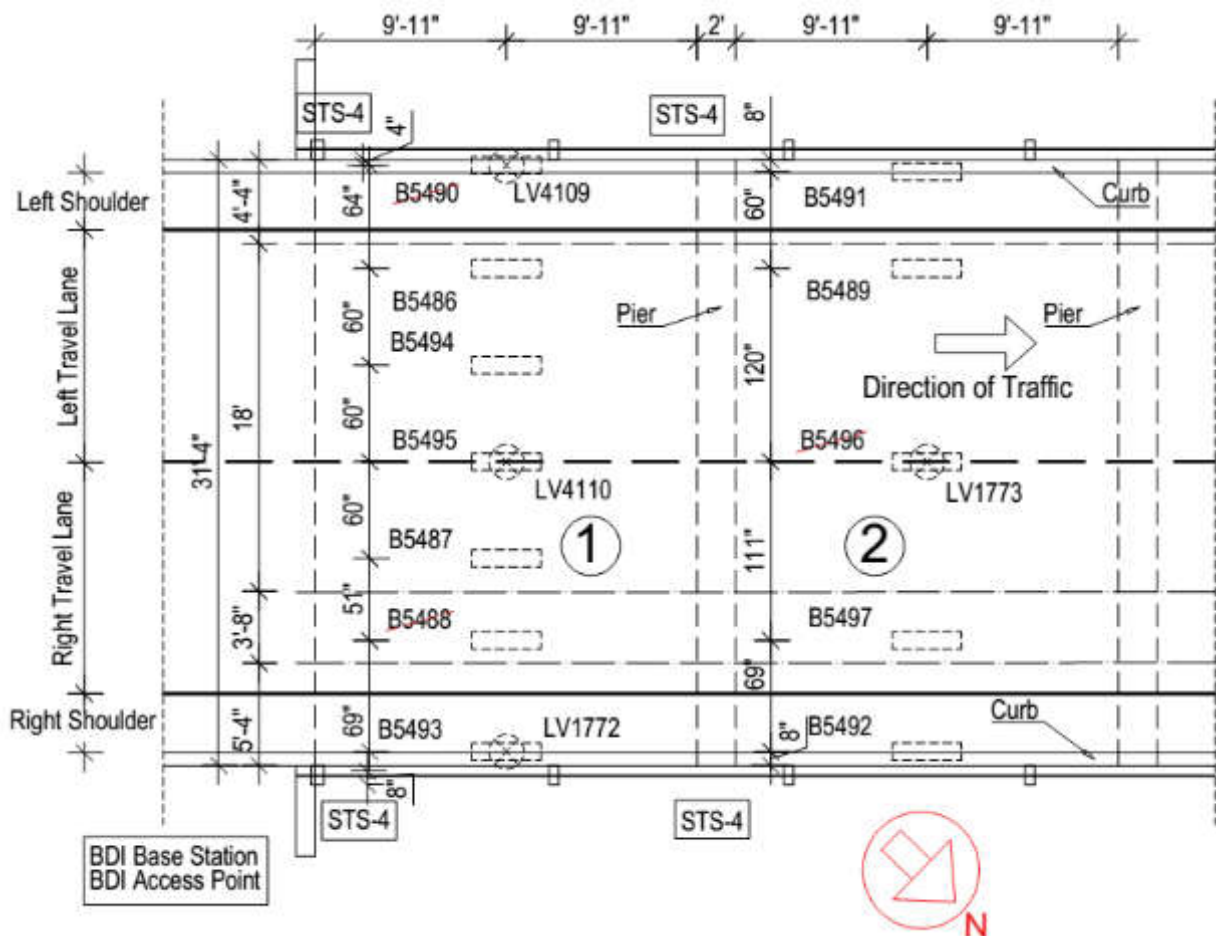 9'-11"
9'-11"
2'
9'-11"
9'-11"
STS-4
STS-4
4"
8"
Left Shoulder
4'-4"
64"
B5490
LV4109
60"
B5491
Curb
Left Travel Lane
B5486
60"
B5489
Pier
Pier
B5494
120"
Direction of Traffic
18'
31'-4"
60"
B5495
B5496
LV4110
LV1773
60"
B5487
1
2
111"
Right Travel Lane
51"
B5488
B5497
3'-8"
69"
Right Shoulder
5'-4"
69"
B5493
LV1772
8"
B5492
Curb
8"
STS-4
STS-4
BDI Base Station
BDI Access Point
N